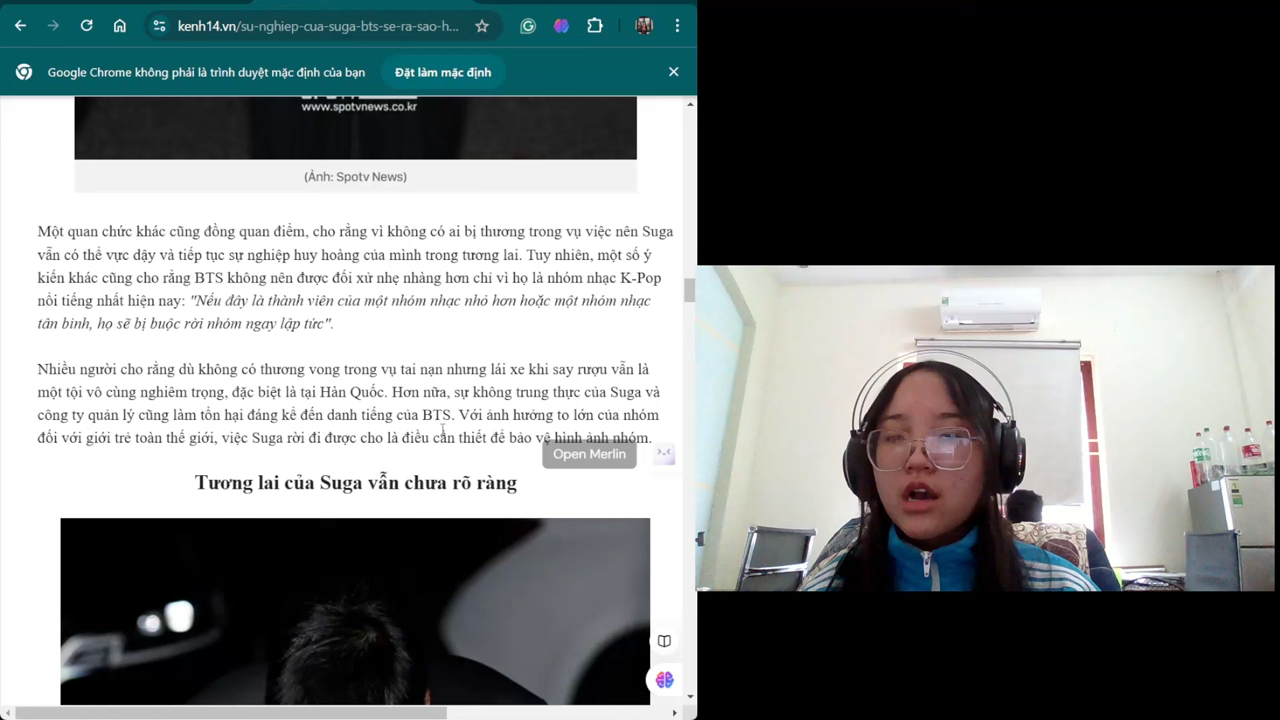 kenh14.vn/su-nghiep-cua-suga-bts-se-ra-sao-h...
Google Chrome không phải là trình duyệt mặc định của bạn
Đặt làm mặc định
www.spotvnews.co.kr
(Ảnh: Spotv News)
Một quan chức khác cũng đồng quan điểm, cho rằng vì không có ai bị thương trong vụ việc nên Suga
vẫn có thể vực dậy và tiếp tục sự nghiệp huy hoàng của mình trong tương lai. Tuy nhiên, một số ý
kiến khác cũng cho rằng BTS không nên được đối xử nhẹ nhàng hơn chỉ vì họ là nhóm nhạc K-Pop
nổi tiếng nhất hiện nay: "Nếu đây là thành viên của một nhóm nhạc nhỏ hơn hoặc một nhóm nhạc
tân binh, họ sẽ bị buộc rời nhóm ngay lập tức".
Nhiều người cho rằng dù không có thương vong trong vụ tai nạn nhưng lái xe khi say rượu vẫn là
một tội vô cùng nghiêm trọng, đặc biệt là tại Hàn Quốc. Hơn nữa, sự không trung thực của Suga và
công ty quản lý cũng làm tổn hại đáng kể đến danh tiếng của BTS. Với ảnh hưởng to lớn của nhóm
đối với giới trẻ toàn thế giới, việc Suga rời đi được cho là điều cần thiết để bảo vệ hình ảnh nhóm.
Open Merlin
Tương lai của Suga vẫn chưa rõ ràng